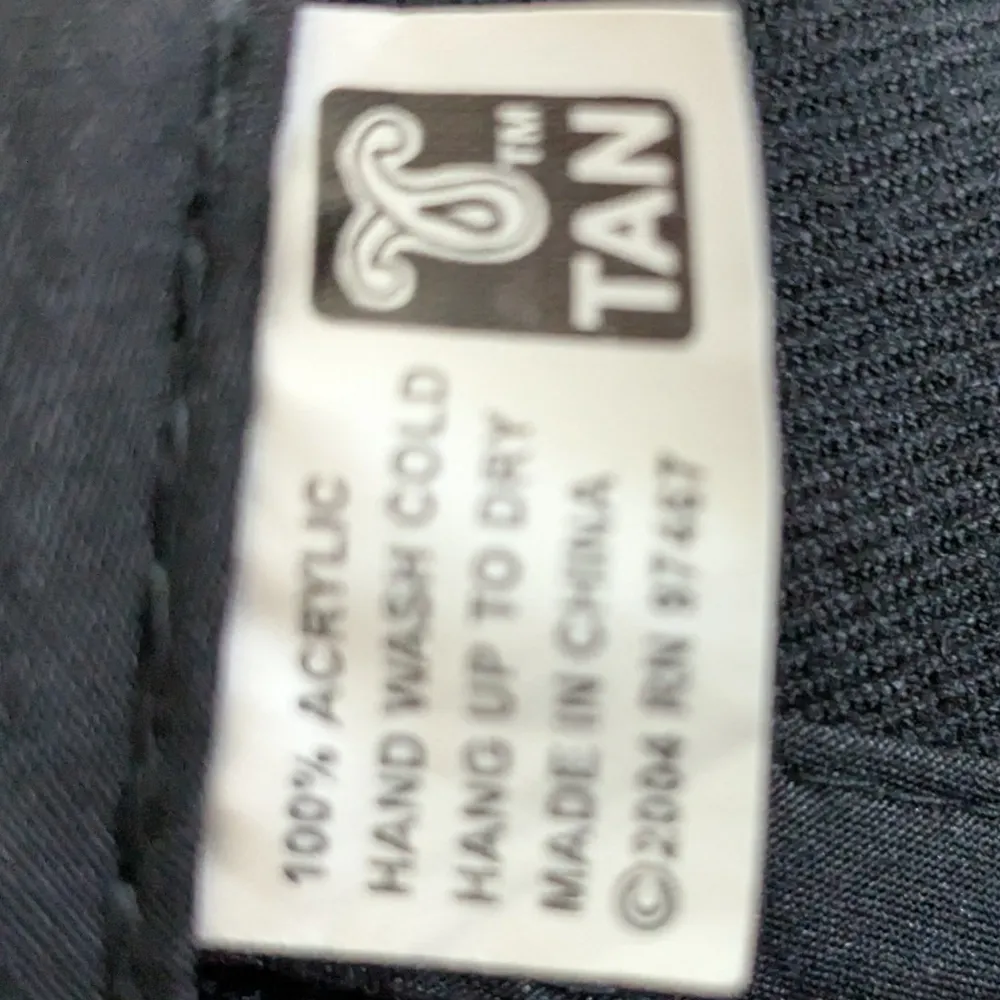 TM
TAN
100% ACRYLIC
HAND WASH COLD
HANG UP TO DRY
MADE IN CHINA
©2004 RN 97467